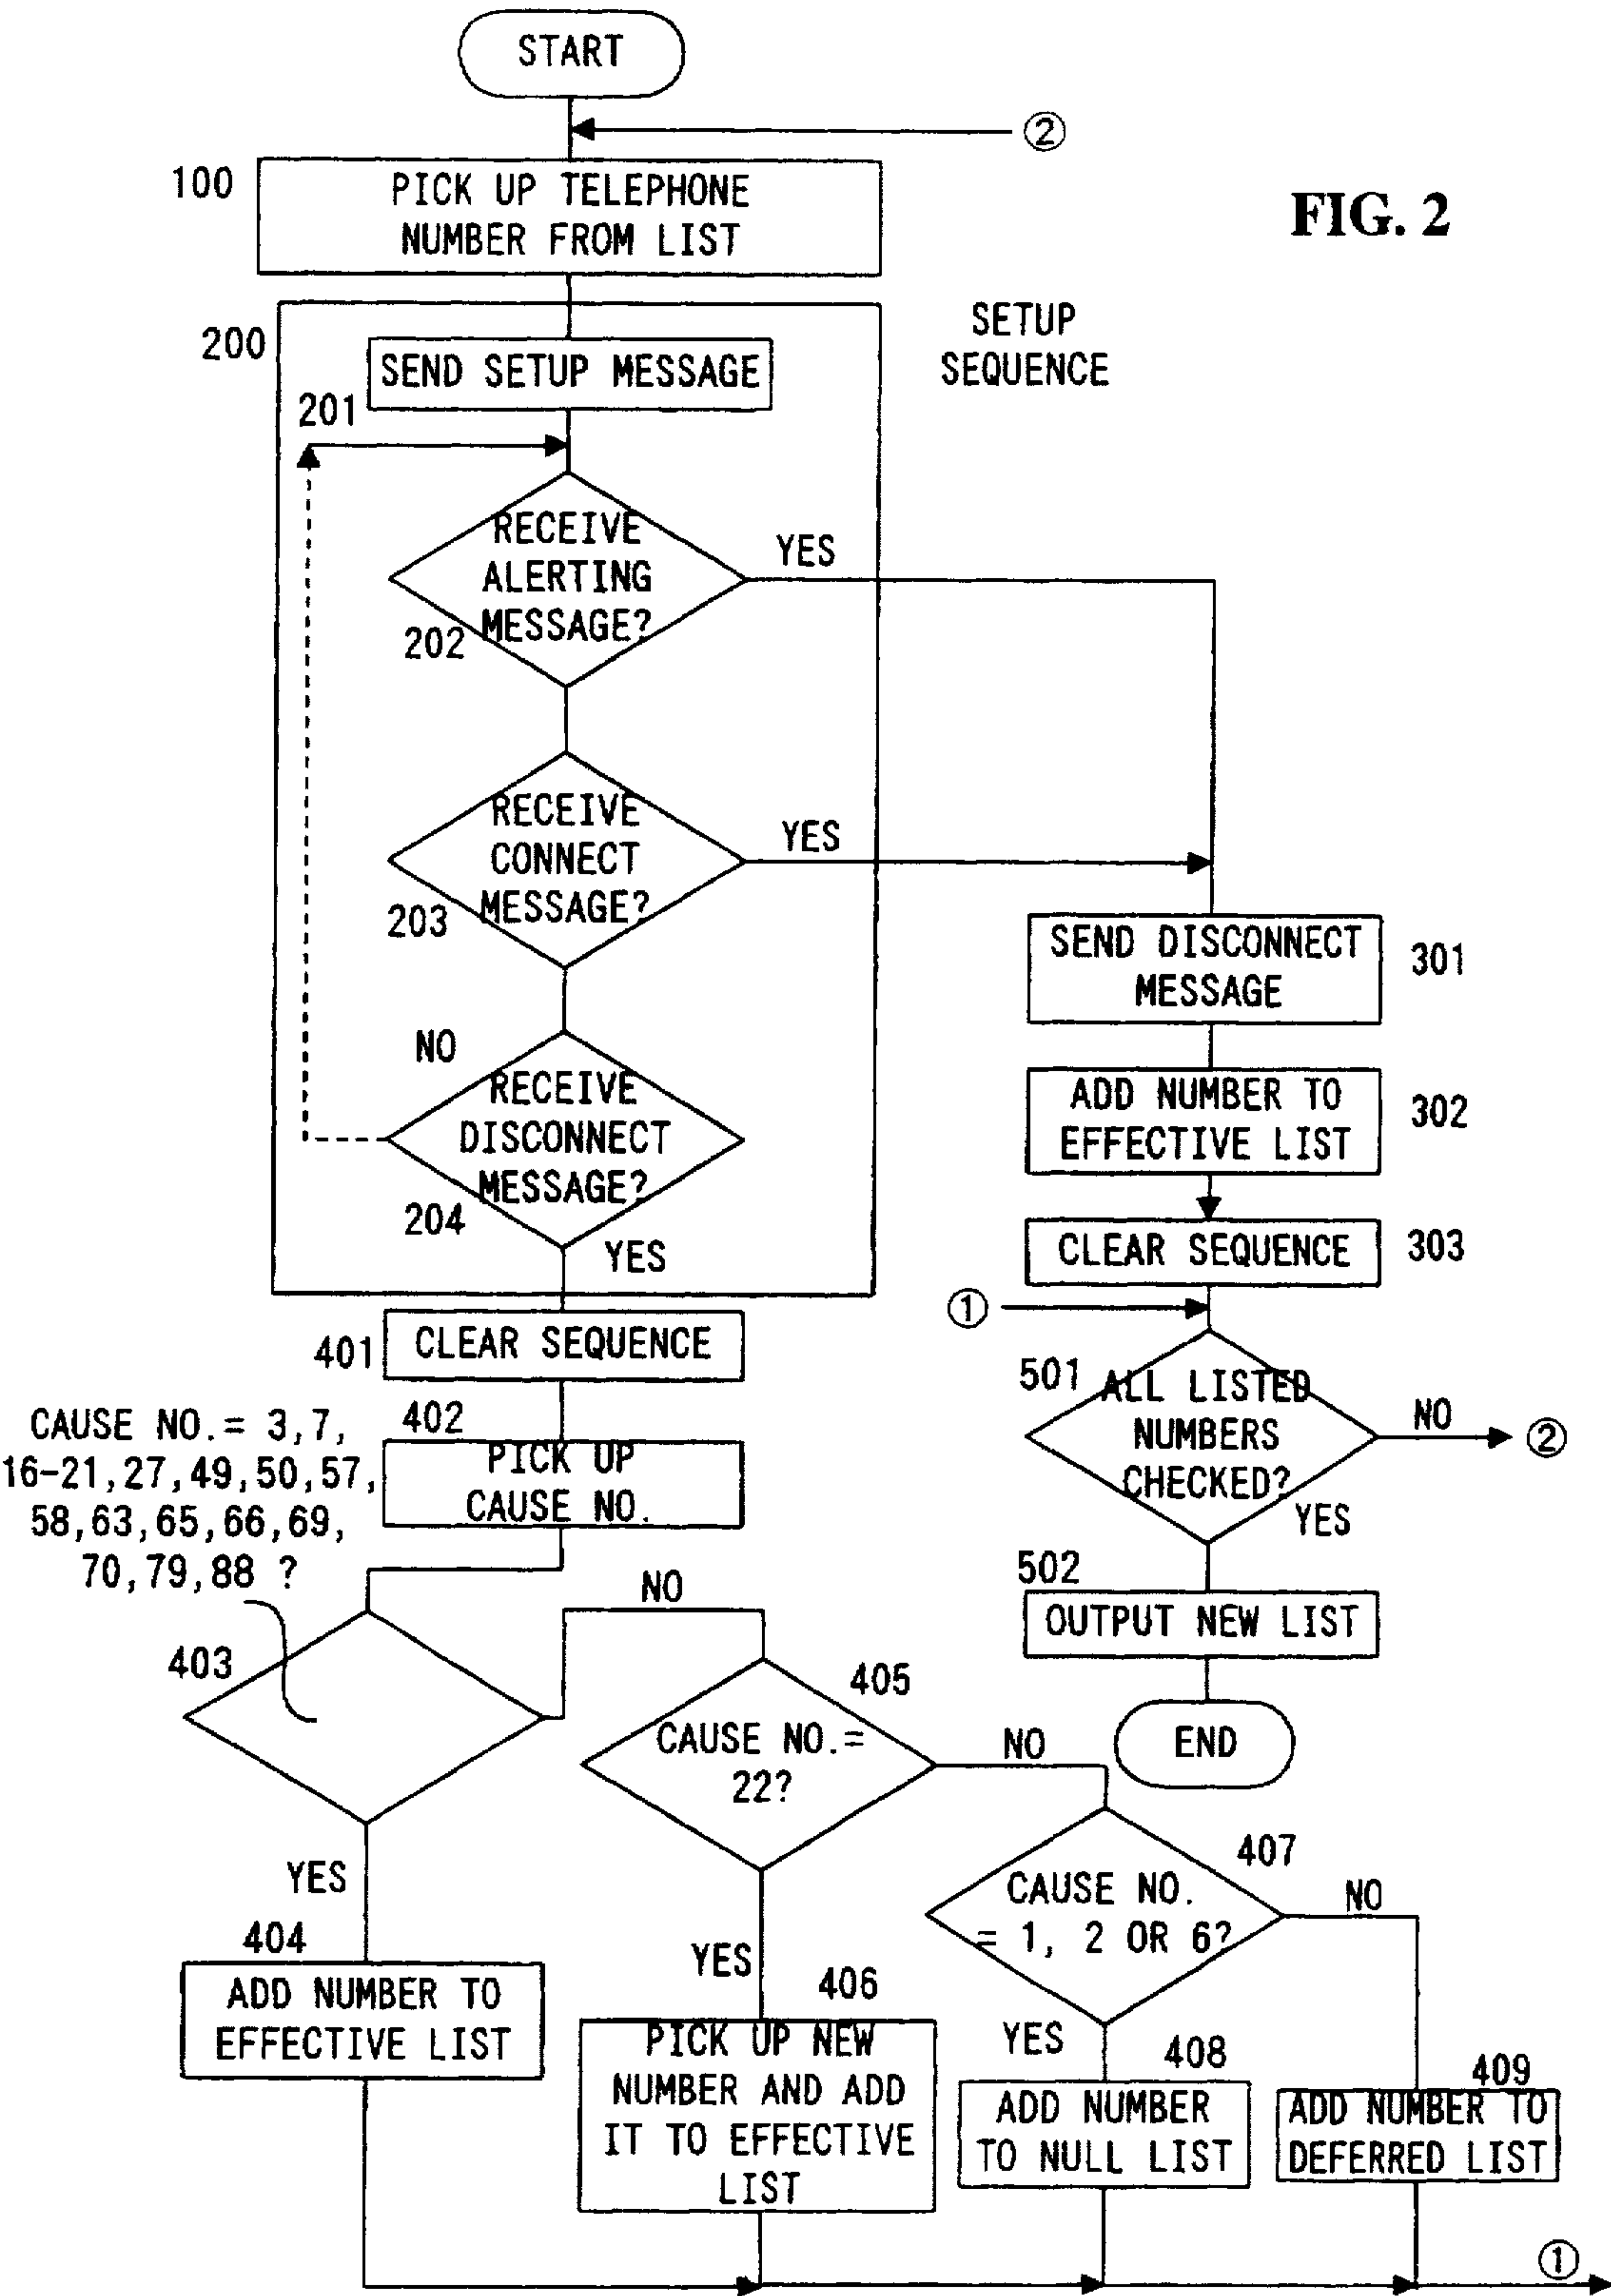 START
②
100
PICK UP TELEPHONE
NUMBER FROM LIST
FIG. 2
SETUP
SEQUENCE
200
SEND SETUP MESSAGE
201
RECEIVE
ALERTING
MESSAGE?
YES
202
RECEIVE
CONNECT
MESSAGE?
YES
203
SEND DISCONNECT
MESSAGE
301
NO
RECEIVE
DISCONNECT
MESSAGE?
204
YES
ADD NUMBER TO
EFFECTIVE LIST
302
CLEAR SEQUENCE
303
①
401
CLEAR SEQUENCE
501
ALL LISTED
NUMBERS
CHECKED?
NO
②
YES
402
PICK UP
CAUSE NO.
CAUSE NO.= 3,7,
16-21,27,49,50,57,
58,63,65,66,69,
70,79,88 ?
502
OUTPUT NEW LIST
END
403
NO
405
CAUSE NO.=
22?
NO
407
CAUSE NO.
= 1, 2 OR 6?
NO
YES
404
ADD NUMBER TO
EFFECTIVE LIST
YES
406
PICK UP NEW
NUMBER AND ADD
IT TO EFFECTIVE
LIST
YES
408
ADD NUMBER
TO NULL LIST
409
ADD NUMBER TO
DEFERRED LIST
①